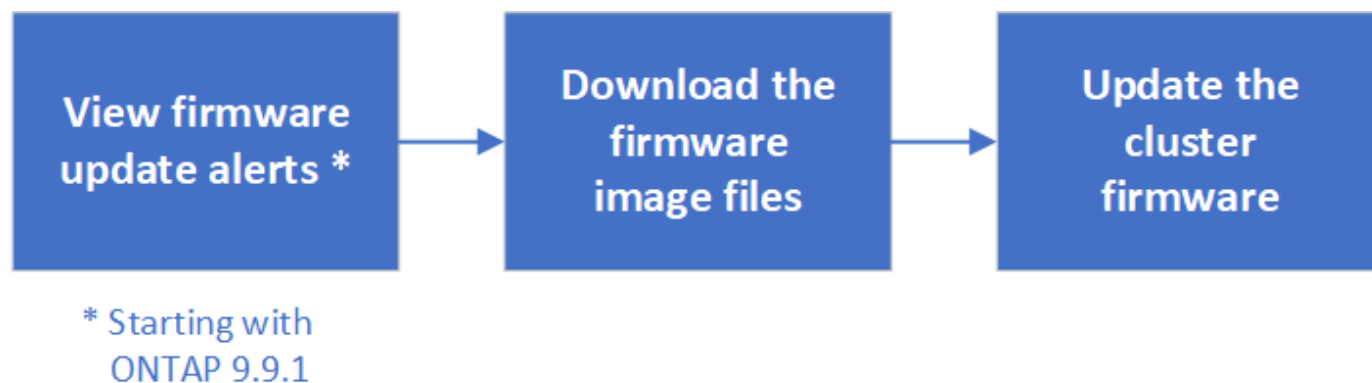 View firmware
update alerts *
Download the
firmware
image files
Update the
cluster
firmware
* Starting with
ONTAP 9.9.1